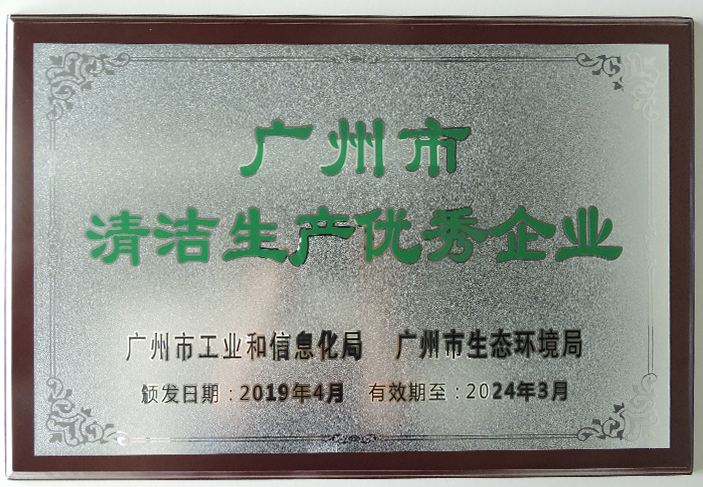 广州市
清洁生产优秀企业
广州市工业和信息化局 广州市生态环境局
颁发日期：2019年4月 有效期至：2024年3月